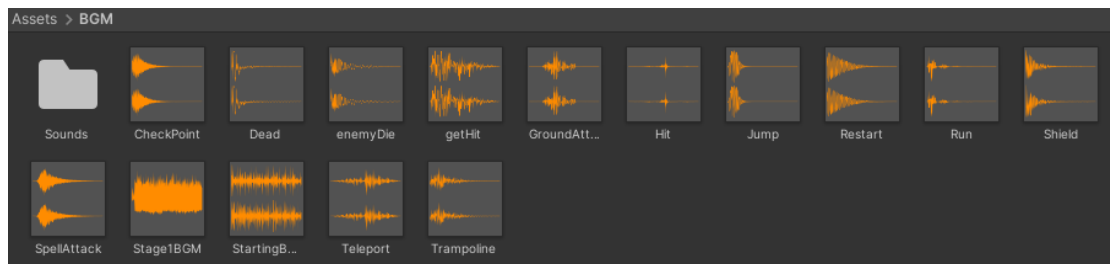 Assets > BGM
Sounds CheckPoint Dead enemyDie getHit GroundAtt... Hit Jump Restart Run Shield
SpellAttack Stage1BGM StartingB... Teleport Trampoline